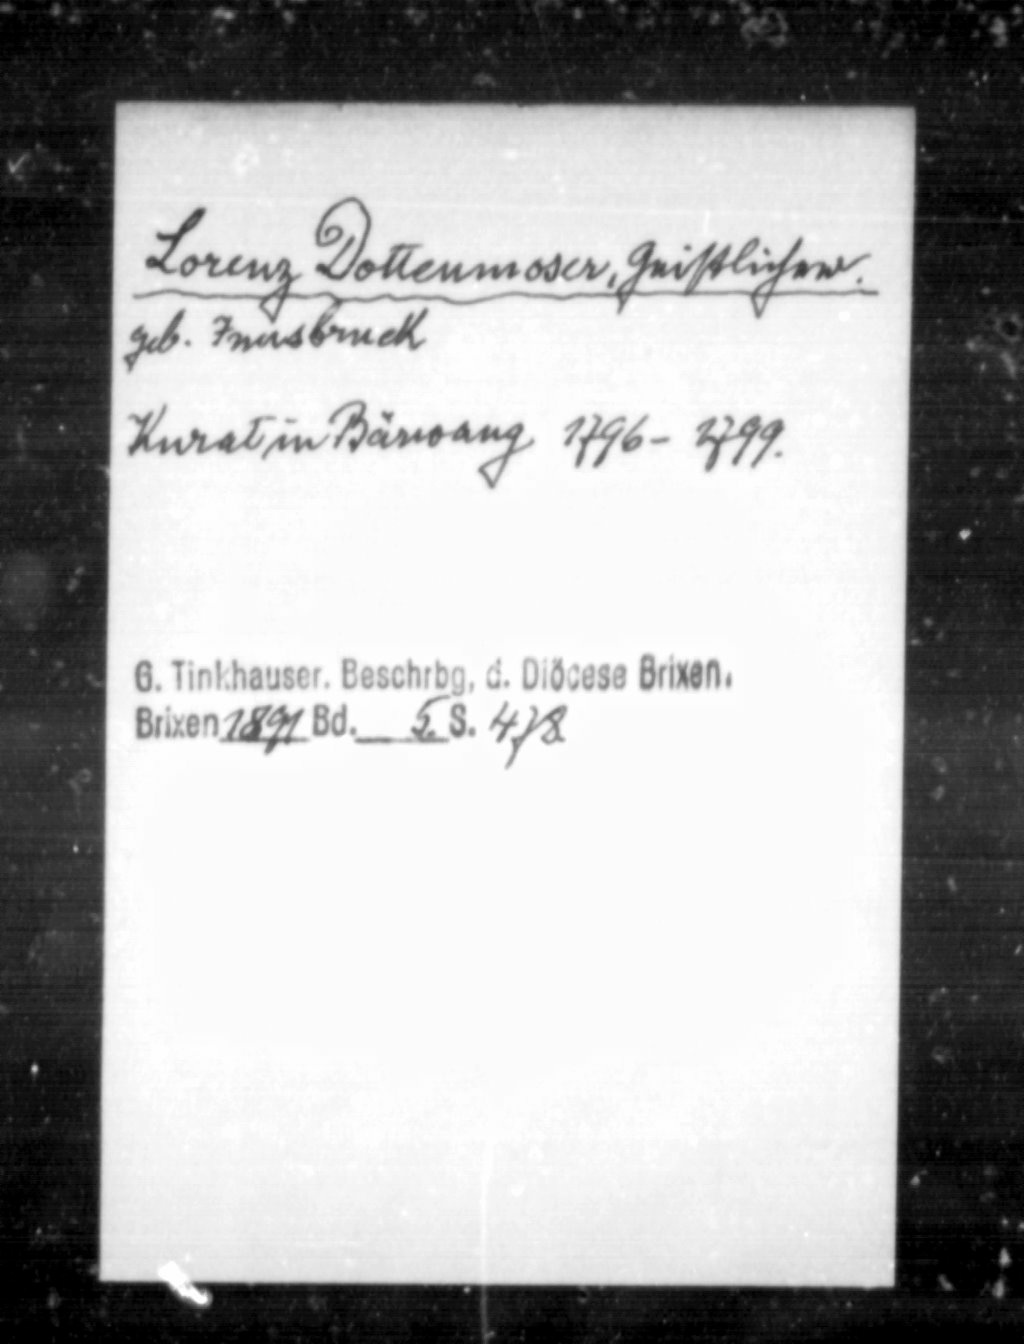 Lorenz Dottenmoser, Geistlicher.
geb. Innsbruck
Kurat in Bärwang 1796 - 1799.
G. Tinkhauser. Beschrbg, d. Diöcese Brixen.
Brixen 1891 Bd. 5. S. 478